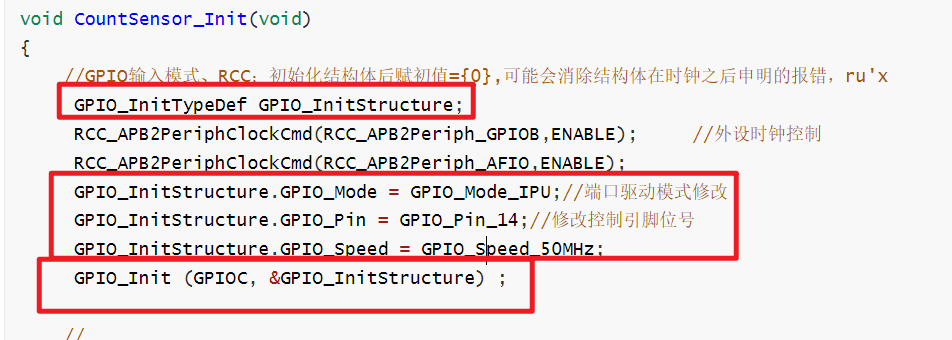 void CountSensor_Init(void)
{
//GPIO输入模式、RCC：初始化结构体后赋初值={0},可能会消除结构体在时钟之后申明的报错，ru'x
GPIO_InitTypeDef GPIO_InitStructure;
RCC_APB2PeriphClockCmd(RCC_APB2Periph_GPIOB,ENABLE); //外设时钟控制
RCC_APB2PeriphClockCmd(RCC_APB2Periph_AFIO,ENABLE);
GPIO_InitStructure.GPIO_Mode = GPIO_Mode_IPU;//端口驱动模式修改
GPIO_InitStructure.GPIO_Pin = GPIO_Pin_14;//修改控制引脚位号
GPIO_InitStructure.GPIO_Speed = GPIO_Speed_50MHz;
GPIO_Init (GPIOC, &GPIO_InitStructure) ;
//